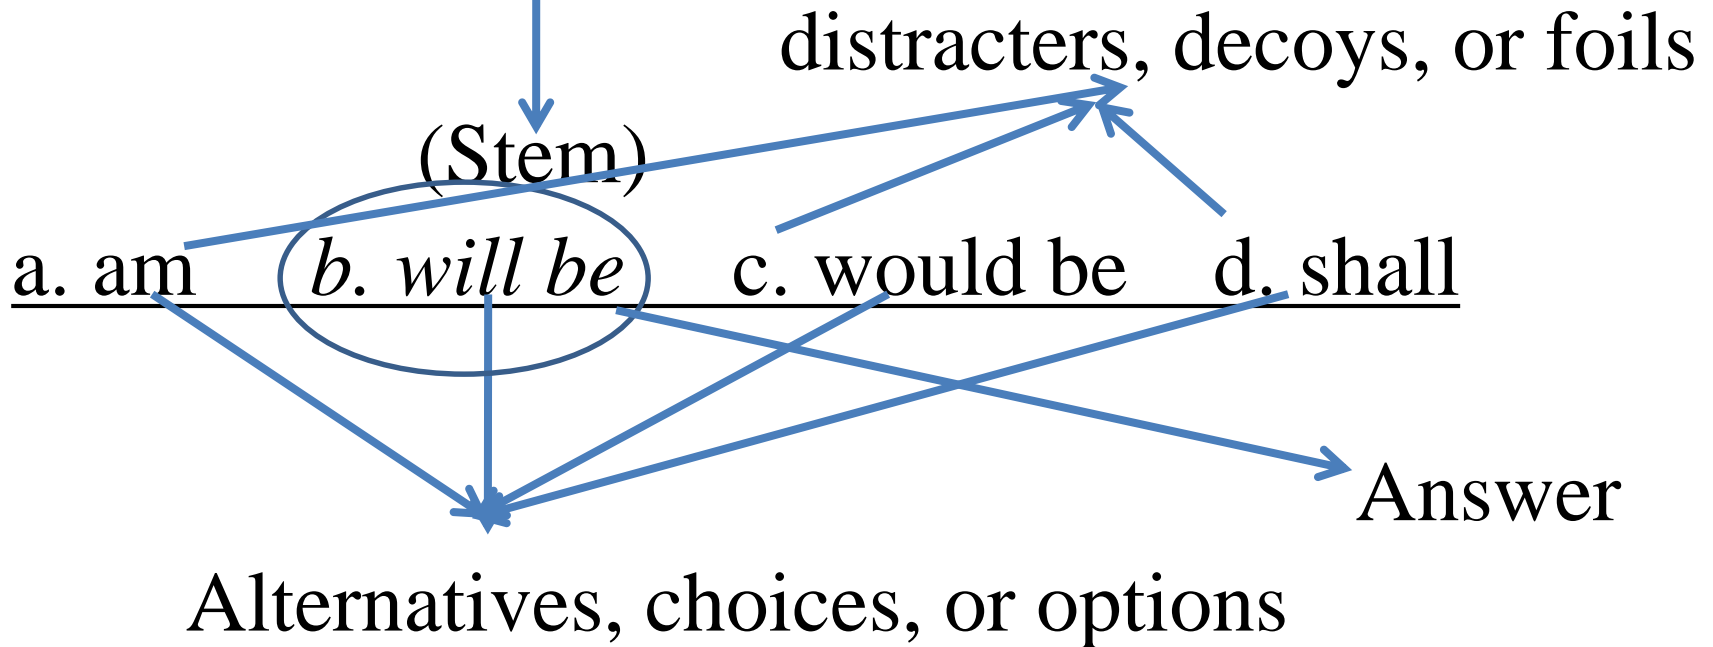 distracters, decoys, or foils
(Stem)
a. am b. will be c. would be d. shall
Answer
Alternatives, choices, or options